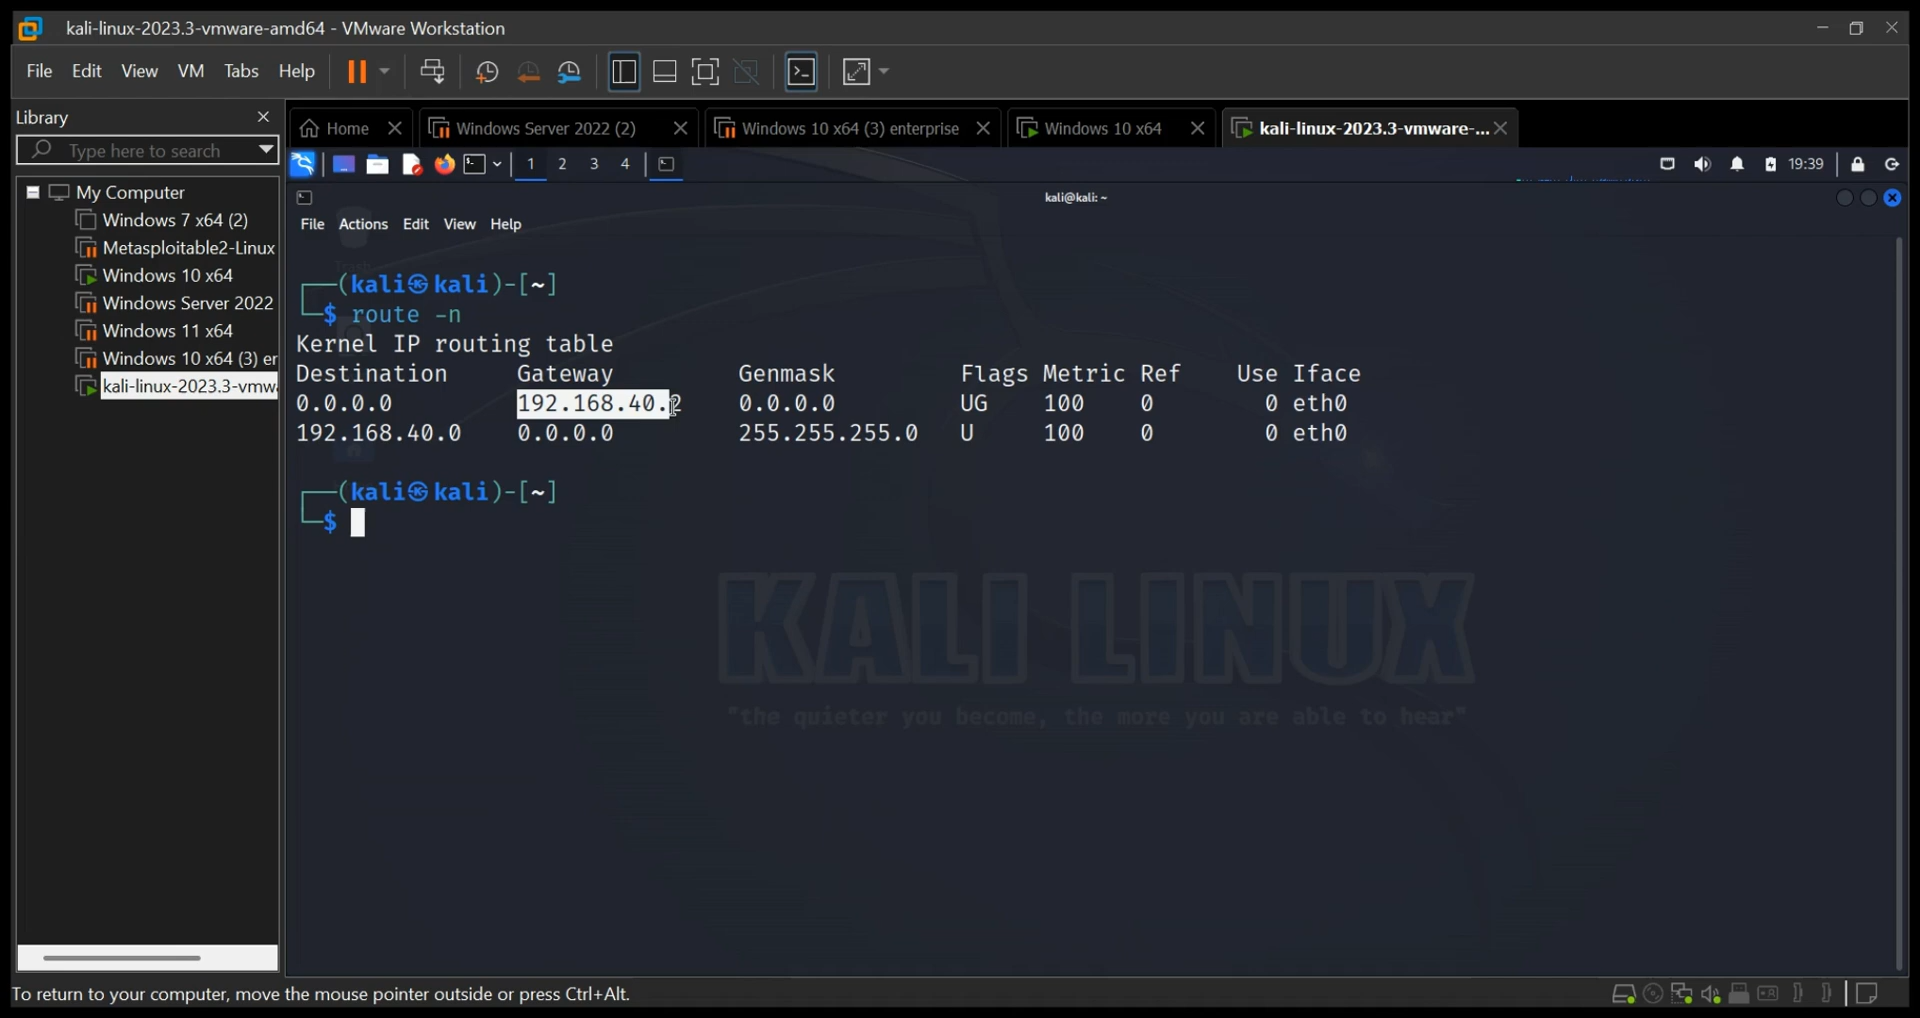 kali-linux-2023.3-vmware-amd64 - VMware Workstation
File Edit View VM Tabs Help
Library
Type here to search
My Computer
Windows 7 x64 (2)
Metasploitable2-Linux
Windows 10 x64
Windows Server 2022
Windows 11 x64
Windows 10 x64 (3) er
kali-linux-2023.3-vmwa
Home
Windows Server 2022 (2)
Windows 10 x64 (3) enterprise
Windows 10 x64
kali-linux-2023.3-vmware-...
1 2 3 4
19:39
kali@kali: ~
File Actions Edit View Help
(kali㉿kali)-[~]
$ route -n
Kernel IP routing table
Destination Gateway Genmask Flags Metric Ref Use Iface
0.0.0.0 192.168.40.2 0.0.0.0 UG 100 0 0 eth0
192.168.40.0 0.0.0.0 255.255.255.0 U 100 0 0 eth0
(kali㉿kali)-[~]
$
KALI LINUX
"the quieter you become, the more you are able to hear"
To return to your computer, move the mouse pointer outside or press Ctrl+Alt.